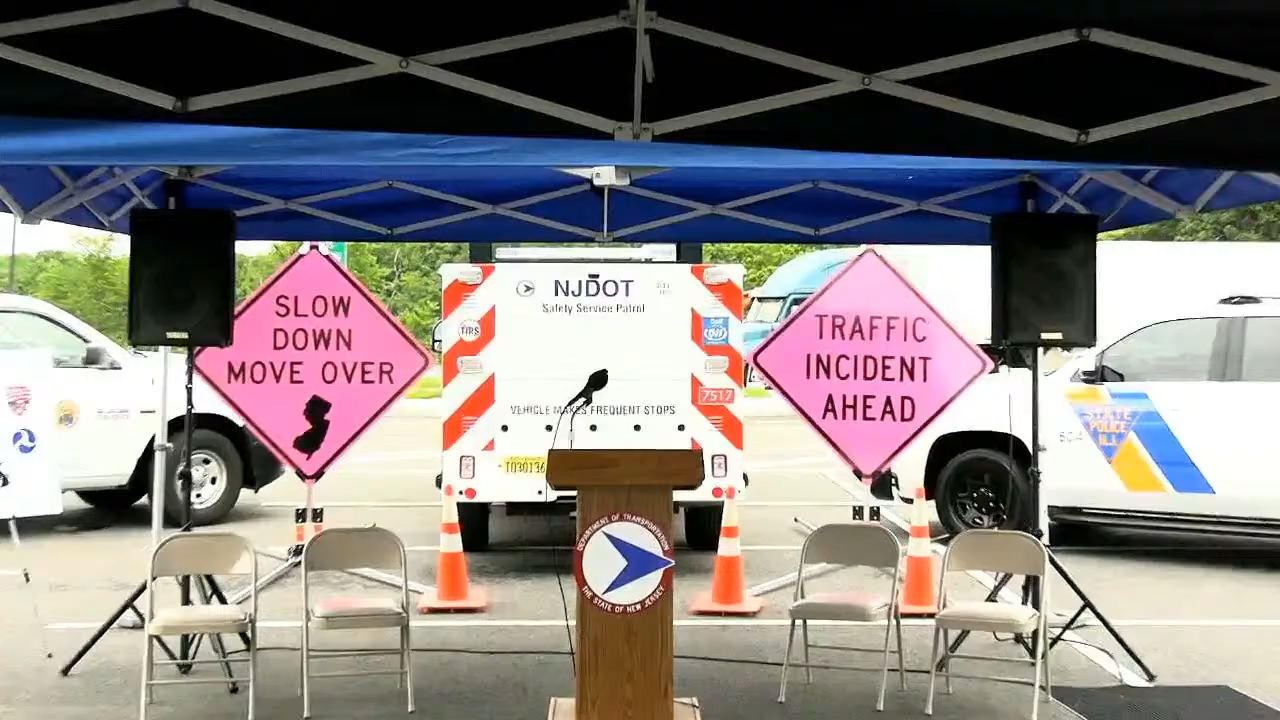 SLOW
DOWN
MOVE OVER
NJDOT
Safety Service Patrol
TIRS
7517
VEHICLE MAKES FREQUENT STOPS
TRAFFIC
INCIDENT
AHEAD
STATE
POLICE
N.J.
DEPARTMENT OF TRANSPORTATION
THE STATE OF NEW JERSEY